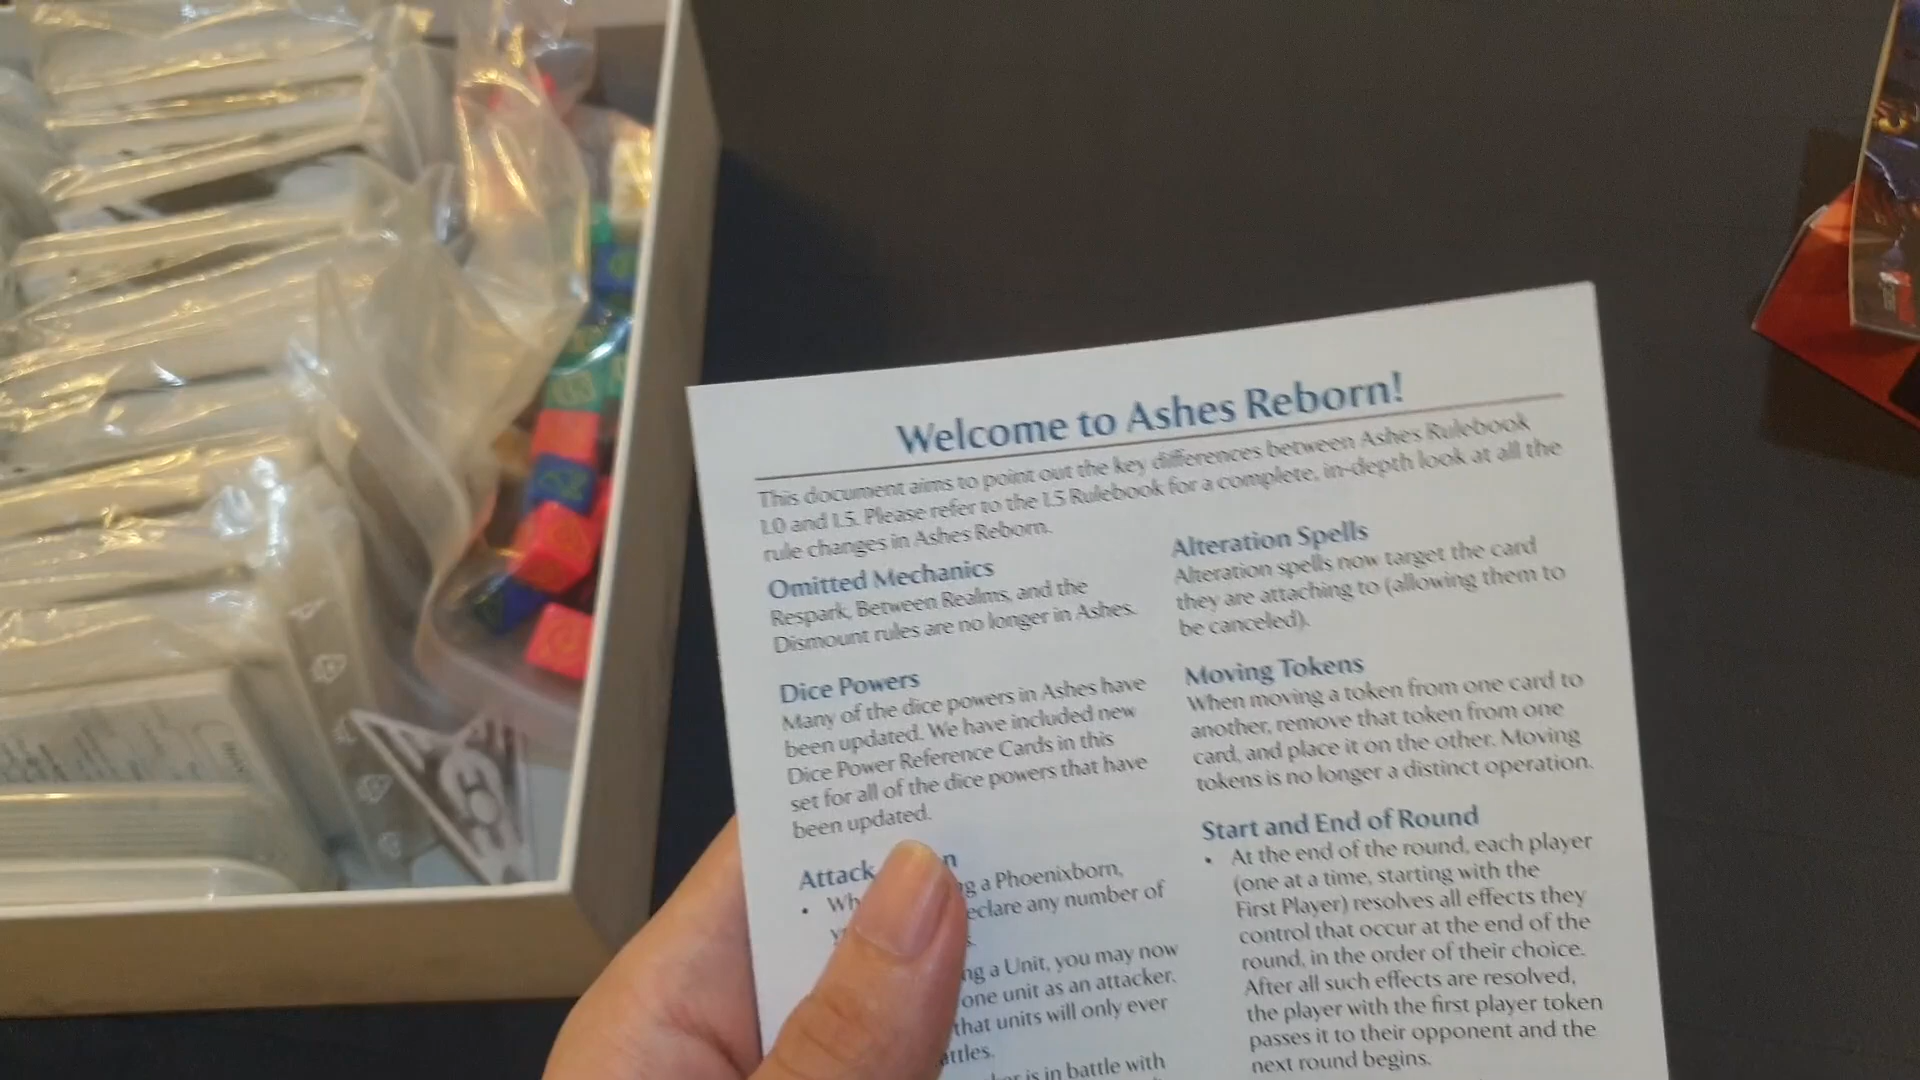 Welcome to Ashes Reborn!
This document aims to point out the key differences between Ashes Rulebook
1.0 and 1.5. Please refer to the 1.5 Rulebook for a complete, in-depth look at all the
rule changes in Ashes Reborn.
Omitted Mechanics
Respark, Between Realms, and the
Dismount rules are no longer in Ashes.
Dice Powers
Many of the dice powers in Ashes have
been updated. We have included new
Dice Power Reference Cards in this
set for all of the dice powers that have
been updated.
Attack
• Wh ng a Phoenixborn,
eclare any number of
ng a Unit, you may now
one unit as an attacker.
that units will only ever
attles.
is in battle with
Alteration Spells
Alteration spells now target the card
they are attaching to (allowing them to
be canceled).
Moving Tokens
When moving a token from one card to
another, remove that token from one
card, and place it on the other. Moving
tokens is no longer a distinct operation.
Start and End of Round
• At the end of the round, each player
(one at a time, starting with the
First Player) resolves all effects they
control that occur at the end of the
round, in the order of their choice.
After all such effects are resolved,
the player with the first player token
passes it to their opponent and the
next round begins.